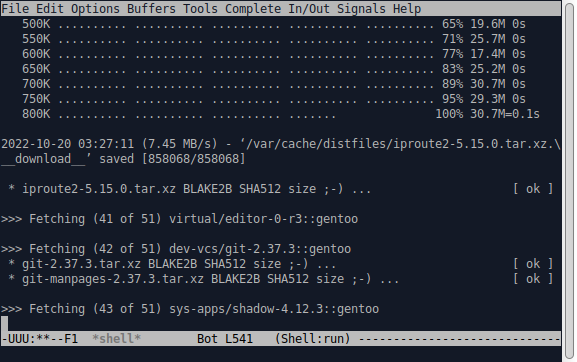 File Edit Options Buffers Tools Complete In/Out Signals Help
500K .......... .......... .......... .......... .......... 65% 19.6M 0s
550K .......... .......... .......... .......... .......... 71% 25.7M 0s
600K .......... .......... .......... .......... .......... 77% 17.4M 0s
650K .......... .......... .......... .......... .......... 83% 25.2M 0s
700K .......... .......... .......... .......... .......... 89% 30.7M 0s
750K .......... .......... .......... .......... .......... 95% 29.3M 0s
800K .......... .......... .......... .......              100% 30.7M=0.1s
2022-10-20 03:27:11 (7.45 MB/s) - ‘/var/cache/distfiles/iproute2-5.15.0.tar.xz.\
__download__’ saved [858068/858068]
* iproute2-5.15.0.tar.xz BLAKE2B SHA512 size ;-) ... [ ok ]
>>> Fetching (41 of 51) virtual/editor-0-r3::gentoo
>>> Fetching (42 of 51) dev-vcs/git-2.37.3::gentoo
* git-2.37.3.tar.xz BLAKE2B SHA512 size ;-) ... [ ok ]
* git-manpages-2.37.3.tar.xz BLAKE2B SHA512 size ;-) ... [ ok ]
>>> Fetching (43 of 51) sys-apps/shadow-4.12.3::gentoo
-UUU:**--F1  *shell*        Bot L541   (Shell:run) ----------------------------